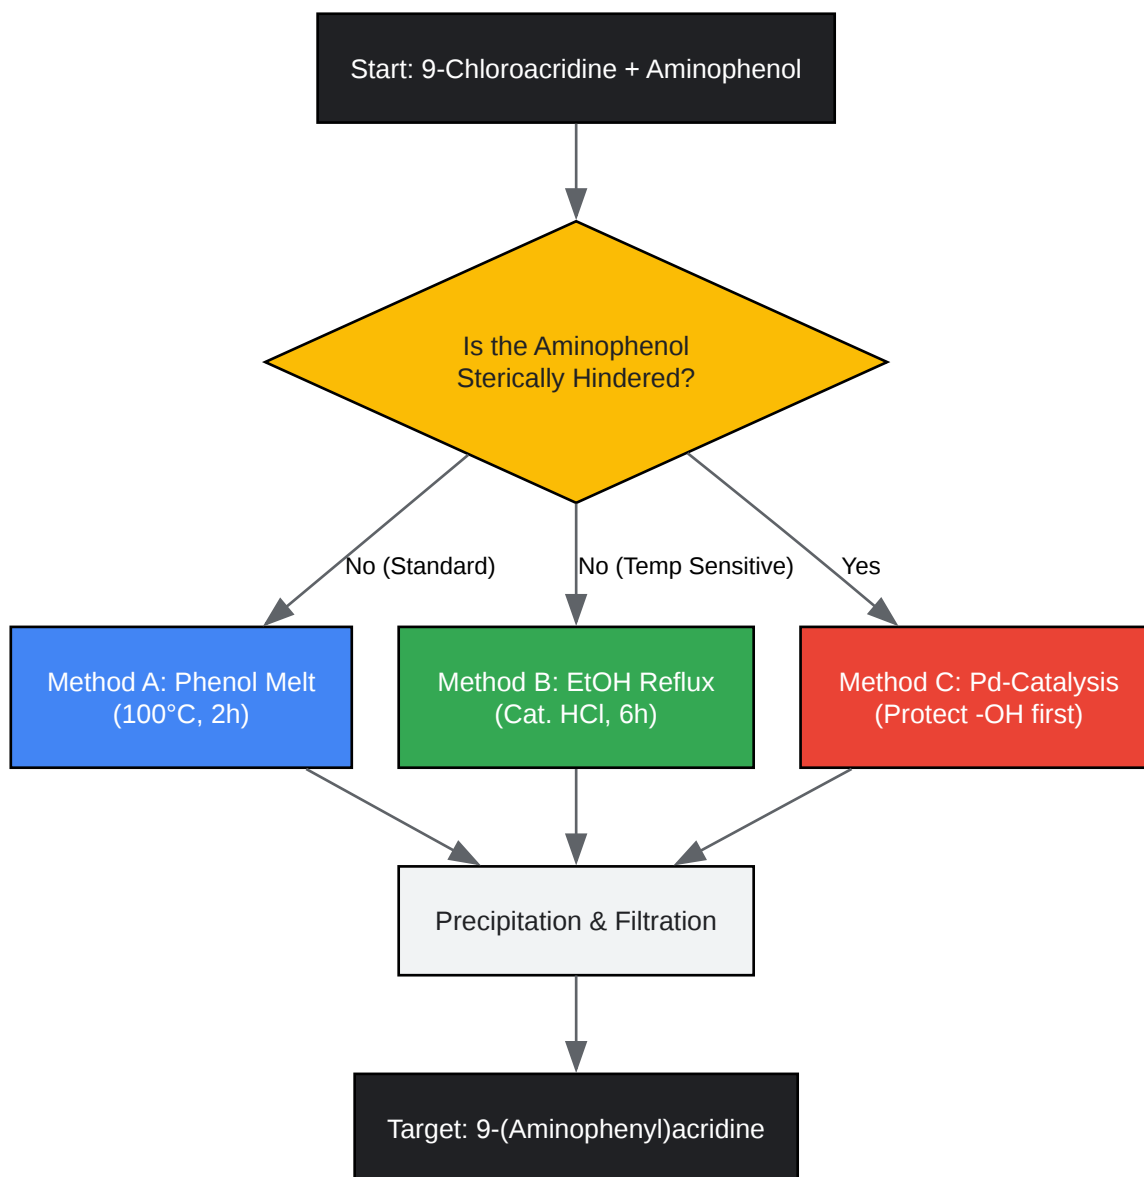 Start: 9-Chloroacridine + Aminophenol
Is the Aminophenol
Sterically Hindered?
No (Standard)
No (Temp Sensitive)
Yes
Method A: Phenol Melt
(100°C, 2h)
Method B: EtOH Reflux
(Cat. HCl, 6h)
Method C: Pd-Catalysis
(Protect -OH first)
Precipitation & Filtration
Target: 9-(Aminophenyl)acridine